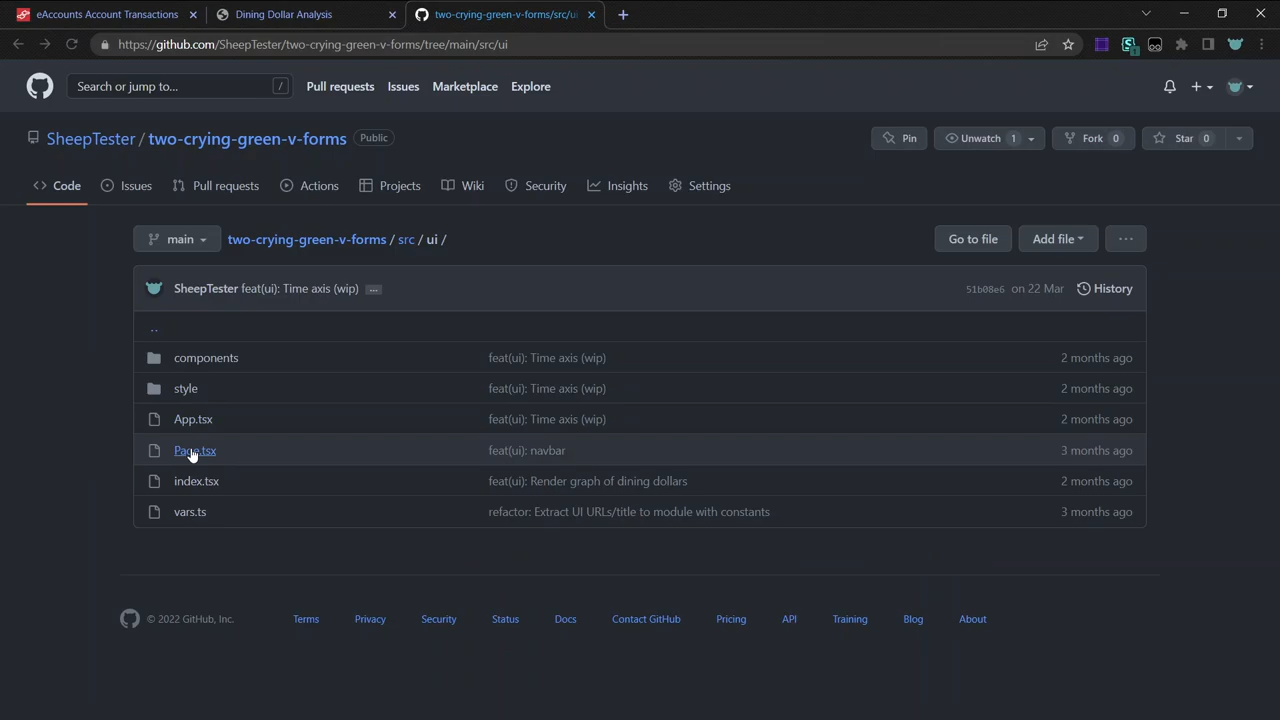 eAccounts Account Transactions
Dining Dollar Analysis
two-crying-green-v-forms/src/ui
https://github.com/SheepTester/two-crying-green-v-forms/tree/main/src/ui
Search or jump to...
/
Pull requests
Issues
Marketplace
Explore
SheepTester / two-crying-green-v-forms
Public
Pin
Unwatch 1
Fork 0
Star 0
Code
Issues
Pull requests
Actions
Projects
Wiki
Security
Insights
Settings
main
two-crying-green-v-forms / src / ui /
Go to file
Add file
...
SheepTester feat(ui): Time axis (wip) ...
51b08e6 on 22 Mar
History
..
components feat(ui): Time axis (wip) 2 months ago
style feat(ui): Time axis (wip) 2 months ago
App.tsx feat(ui): Time axis (wip) 2 months ago
Page.tsx feat(ui): navbar 3 months ago
index.tsx feat(ui): Render graph of dining dollars 2 months ago
vars.ts refactor: Extract UI URLs/title to module with constants 3 months ago
© 2022 GitHub, Inc.
Terms
Privacy
Security
Status
Docs
Contact GitHub
Pricing
API
Training
Blog
About